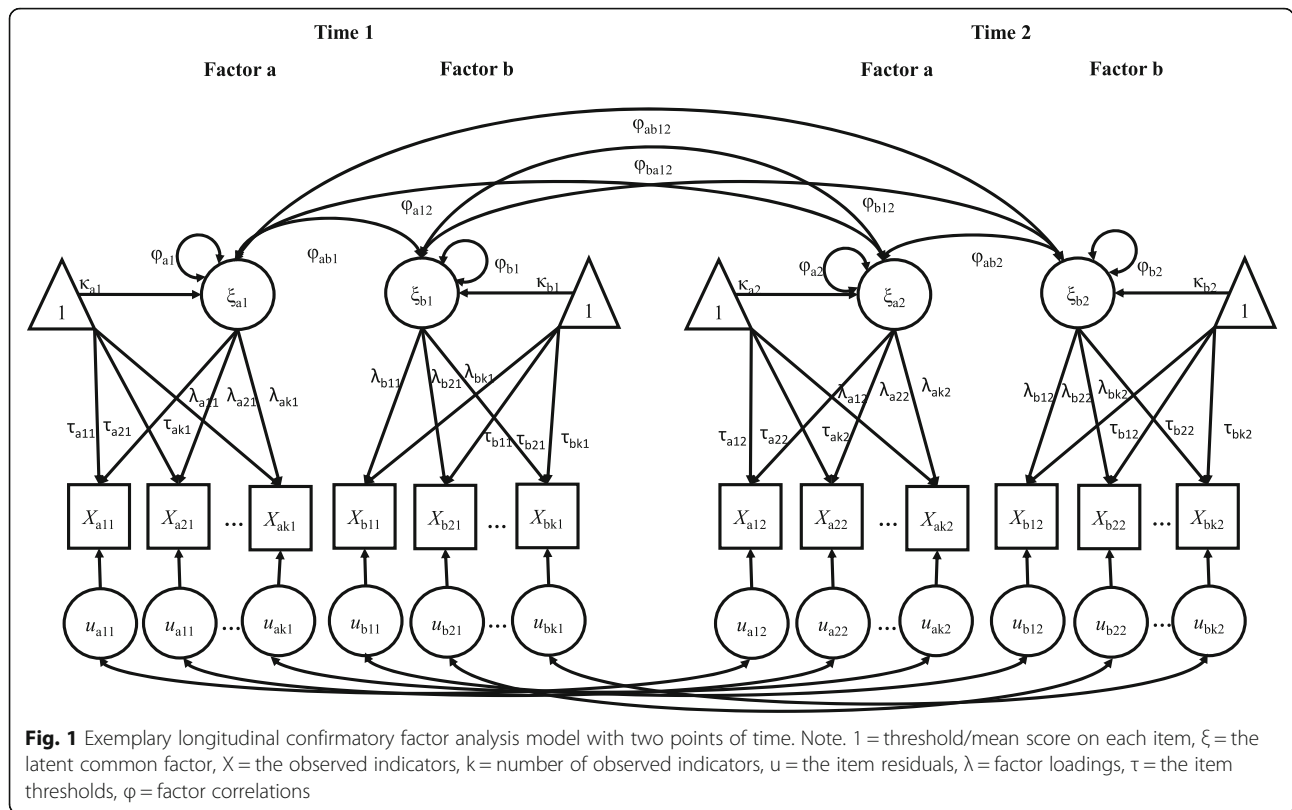 Time 1 Time 2
Factor a Factor b Factor a Factor b
φab12
φba12
φa12 φb12
φa1 φab1 φb1 φa2 φab2 φb2
κa1 κb1 κa2 κb2
1 ξa1 ξb1 1 1 ξa2 ξb2 1
λa11 λa21 λak1 λb11 λb21 λbk1 λa12 λa22 λak2 λb12 λb22 λbk2
τa11 τa21 τak1 τb11 τb21 τbk1 τa12 τa22 τak2 τb12 τb22 τbk2
Xa11 Xa21 ... Xak1 Xb11 Xb21 ... Xbk1 Xa12 Xa22 ... Xak2 Xb12 Xb22 ... Xbk2
ua11 ua11 ... uak1 ub11 ub21 ... ubk1 ua12 ua22 ... uak2 ub12 ub22 ... ubk2
Fig. 1 Exemplary longitudinal confirmatory factor analysis model with two points of time. Note. 1 = threshold/mean score on each item, ξ = the
latent common factor, X = the observed indicators, k = number of observed indicators, u = the item residuals, λ = factor loadings, τ = the item
thresholds, φ = factor correlations